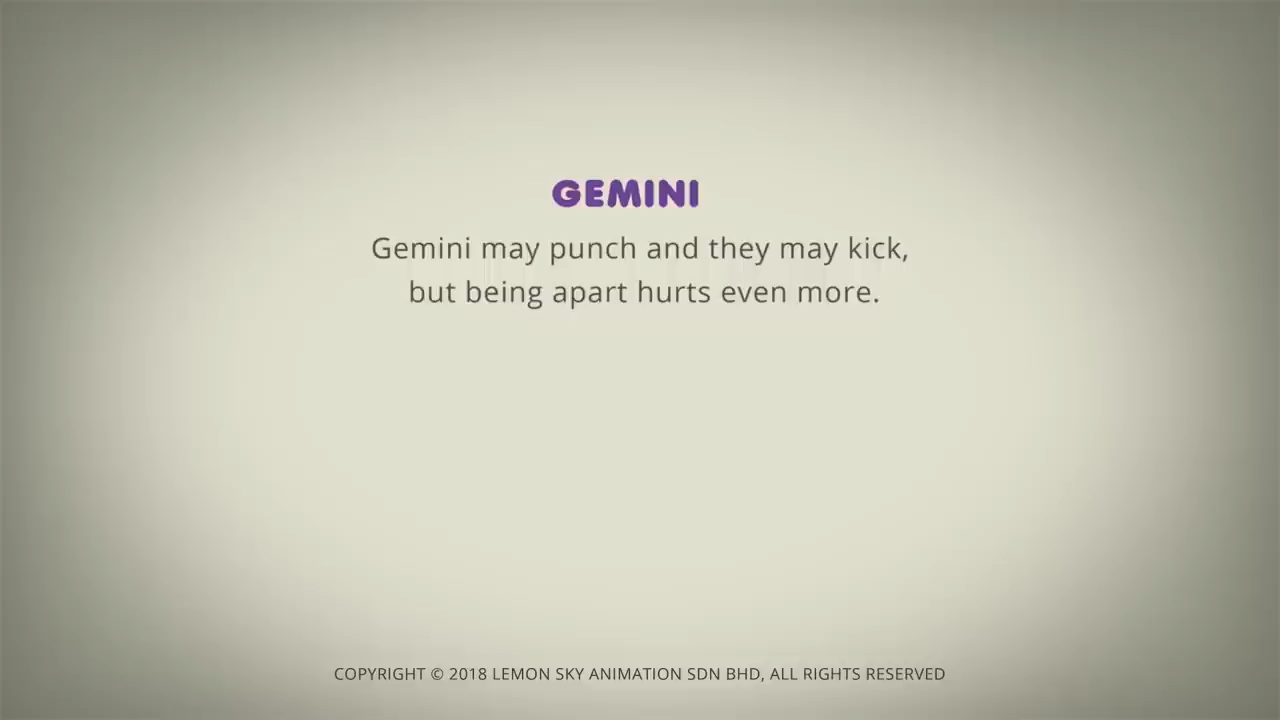 GEMINI
Gemini may punch and they may kick,
but being apart hurts even more.
COPYRIGHT © 2018 LEMON SKY ANIMATION SDN BHD, ALL RIGHTS RESERVED